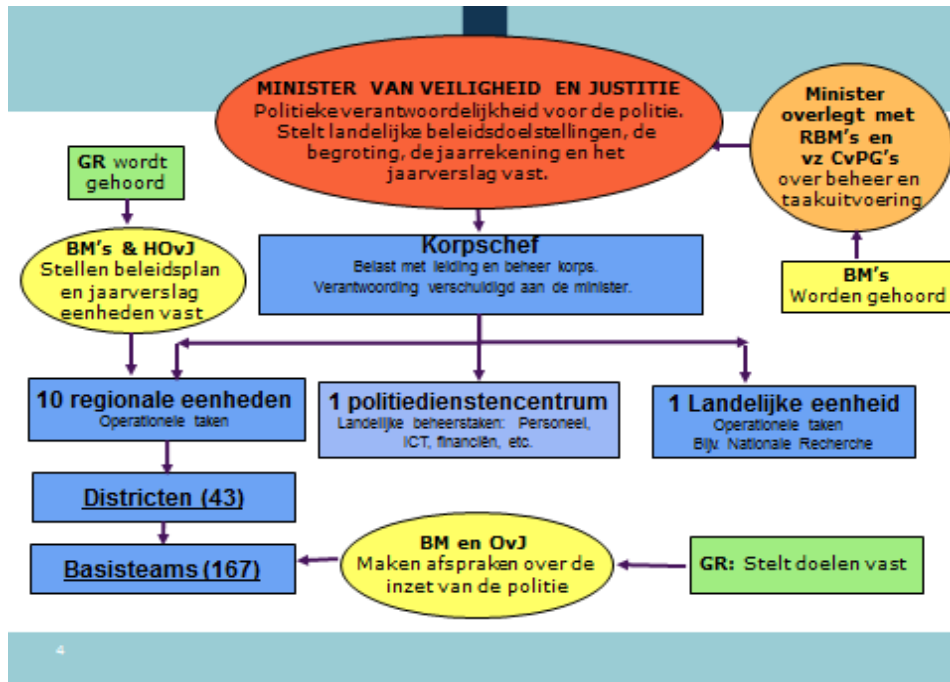 MINISTER VAN VEILIGHEID EN JUSTITIE
Politieke verantwoordelijkheid voor de politie.
Stelt landelijke beleidsdoelstellingen, de
begroting, de jaarrekening en het
jaarverslag vast.
Minister
overlegt met
RBM's en
vz CvPG's
over beheer en
taakuitvoering
GR wordt
gehoord
BM's & HOvJ
Stellen beleidsplan
en jaarverslag
eenheden vast
Korpschef
Belast met leiding en beheer korps.
Verantwoording verschuldigd aan de minister.
BM's
Worden gehoord
10 regionale eenheden
Operationele taken
1 politiedienstencentrum
Landelijke beheerstaken: Personeel,
ICT, financiën, etc.
1 Landelijke eenheid
Operationele taken
Bijv. Nationale Recherche
Districten (43)
Basisteams (167)
BM en OvJ
Maken afspraken over de
inzet van de politie
GR: Stelt doelen vast
4